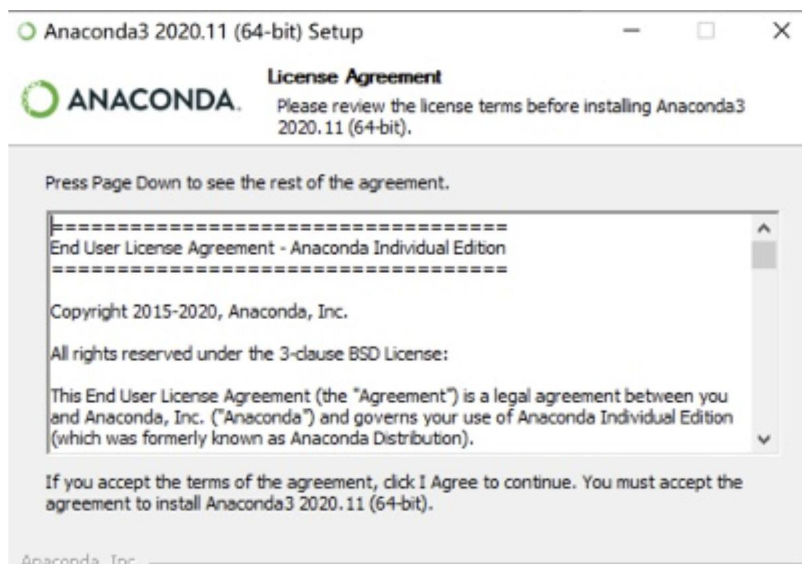 Anaconda3 2020.11 (64-bit) Setup
ANACONDA.
License Agreement
Please review the license terms before installing Anaconda3
2020.11 (64-bit).
Press Page Down to see the rest of the agreement.
===================================
End User License Agreement - Anaconda Individual Edition
===================================
Copyright 2015-2020, Anaconda, Inc.
All rights reserved under the 3-clause BSD License:
This End User License Agreement (the "Agreement") is a legal agreement between you
and Anaconda, Inc. ("Anaconda") and governs your use of Anaconda Individual Edition
(which was formerly known as Anaconda Distribution).
If you accept the terms of the agreement, click I Agree to continue. You must accept the
agreement to install Anaconda3 2020.11 (64-bit).
Anaconda, Inc.